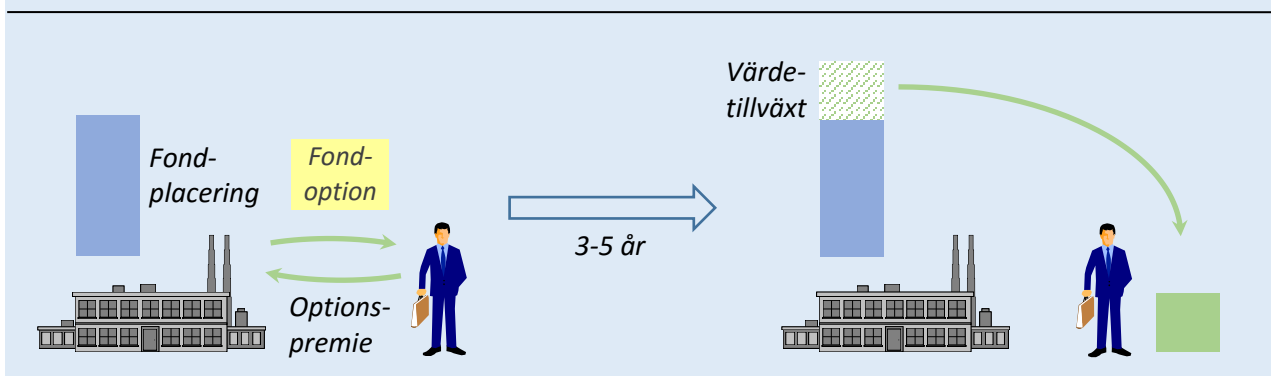 Fond-
placering
Fond-
option
Options-
premie
3-5 år
Värde-
tillväxt